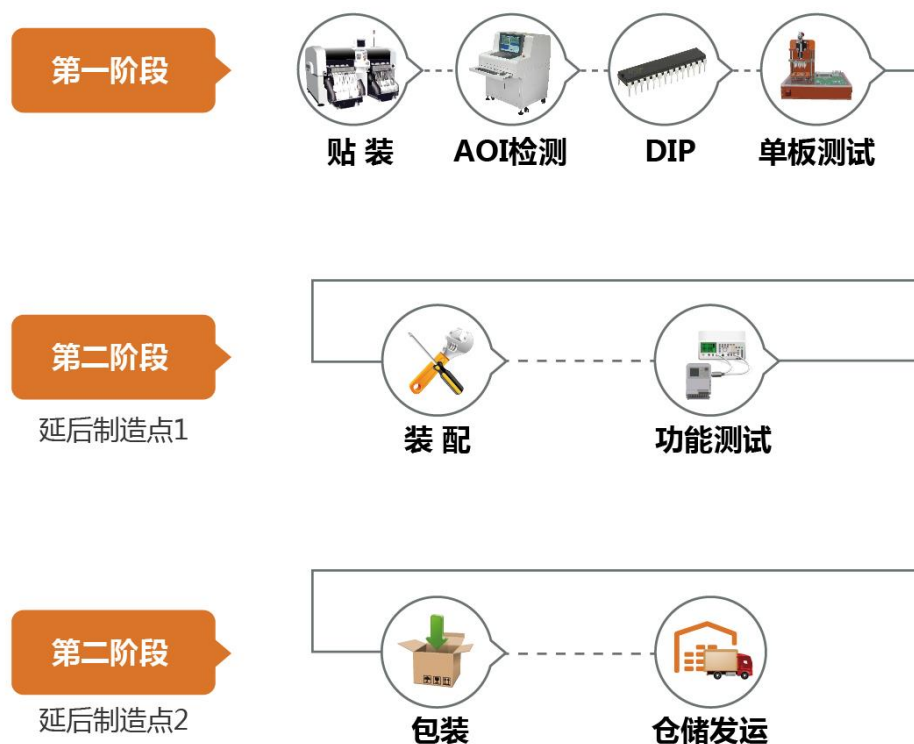 第一阶段
贴 装
AOI检测
DIP
单板测试
第二阶段
延后制造点1
装 配
功能测试
第二阶段
延后制造点2
包装
仓储发运